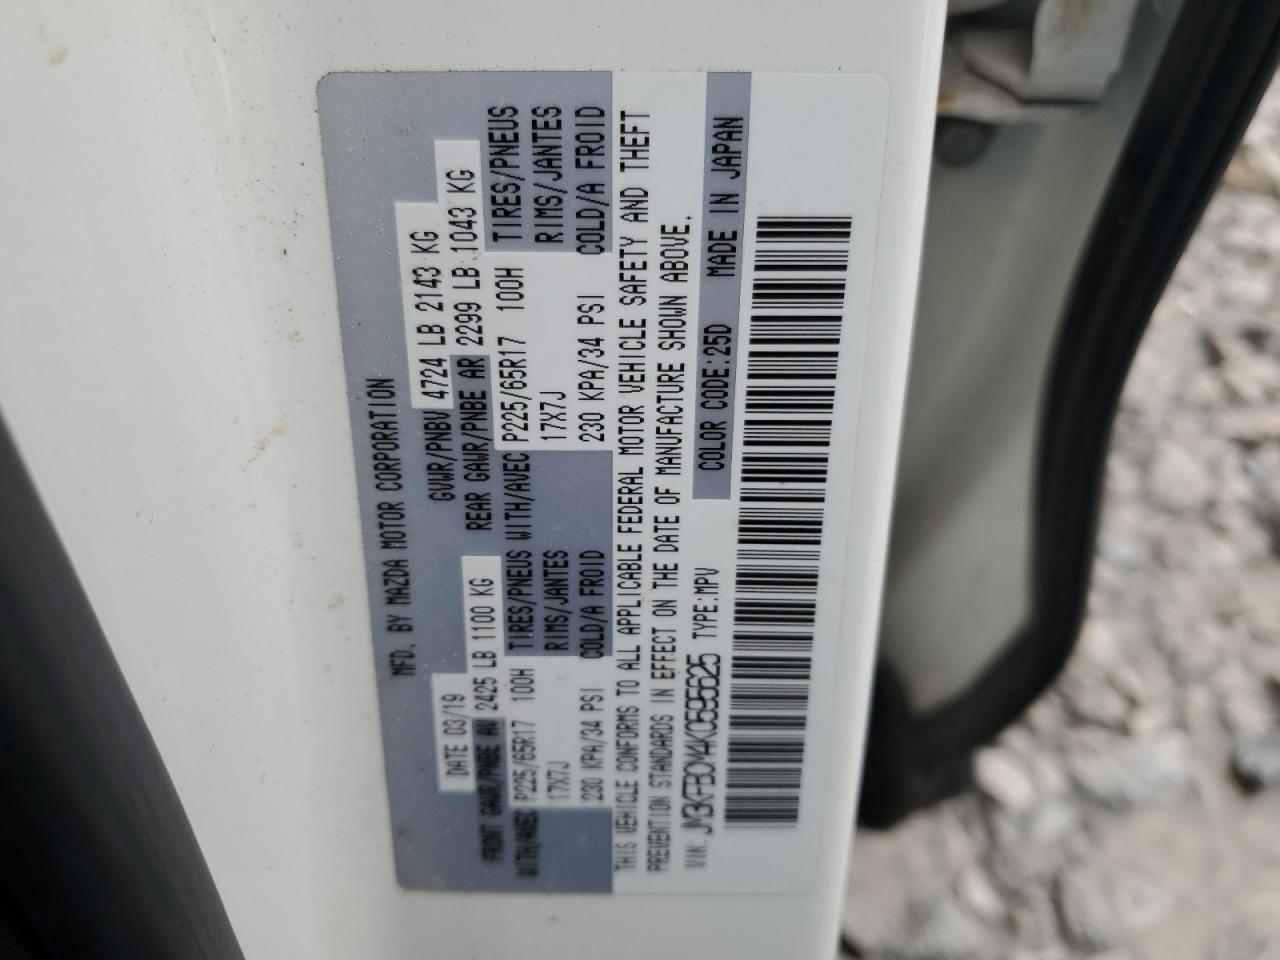 MFD. BY MAZDA MOTOR CORPORATION
DATE 03/19 GVWR/PNBV 4724 LB 2143 KG
FRONT GAWR/PNBE AV 2425 LB 1100 KG REAR GAWR/PNBE AR 2299 LB 1043 KG
WITH/AVEC P225/65R17 100H TIRES/PNEUS WITH/AVEC P225/65R17 100H TIRES/PNEUS
17X7J RIMS/JANTES 17X7J RIMS/JANTES
230 KPA/34 PSI COLD/A FROID 230 KPA/34 PSI COLD/A FROID
THIS VEHICLE CONFORMS TO ALL APPLICABLE FEDERAL MOTOR VEHICLE SAFETY AND THEFT
PREVENTION STANDARDS IN EFFECT ON THE DATE OF MANUFACTURE SHOWN ABOVE.
VIN: JM3KFBCM4K0595625 TYPE:MPV COLOR CODE:25D MADE IN JAPAN